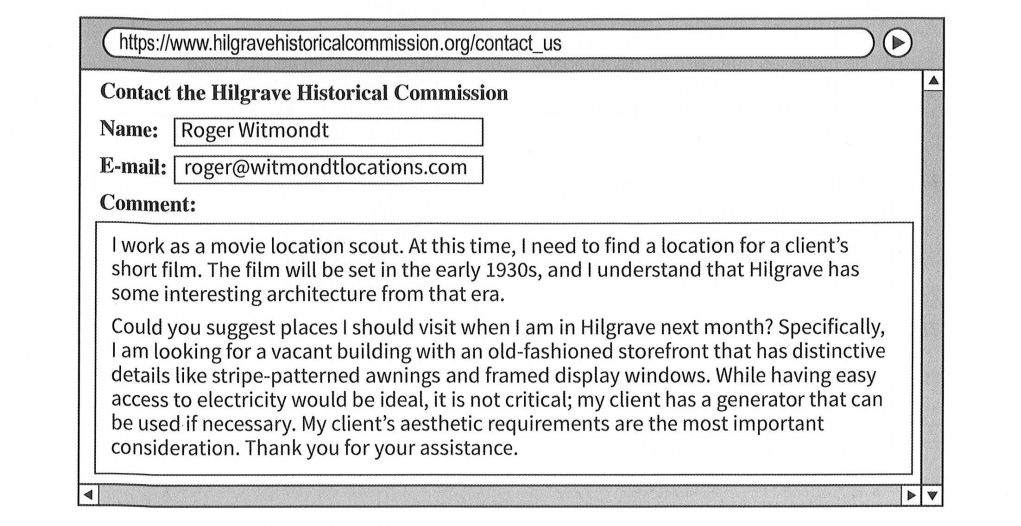 https://www.hilgravehistoricalcommission.org/contact_us
Contact the Hilgrave Historical Commission
Name: Roger Witmondt
E-mail: roger@witmondtlocations.com
Comment:
I work as a movie location scout. At this time, I need to find a location for a client's
short film. The film will be set in the early 1930s, and I understand that Hilgrave has
some interesting architecture from that era.
Could you suggest places I should visit when I am in Hilgrave next month? Specifically,
I am looking for a vacant building with an old-fashioned storefront that has distinctive
details like stripe-patterned awnings and framed display windows. While having easy
access to electricity would be ideal, it is not critical; my client has a generator that can
be used if necessary. My client's aesthetic requirements are the most important
consideration. Thank you for your assistance.